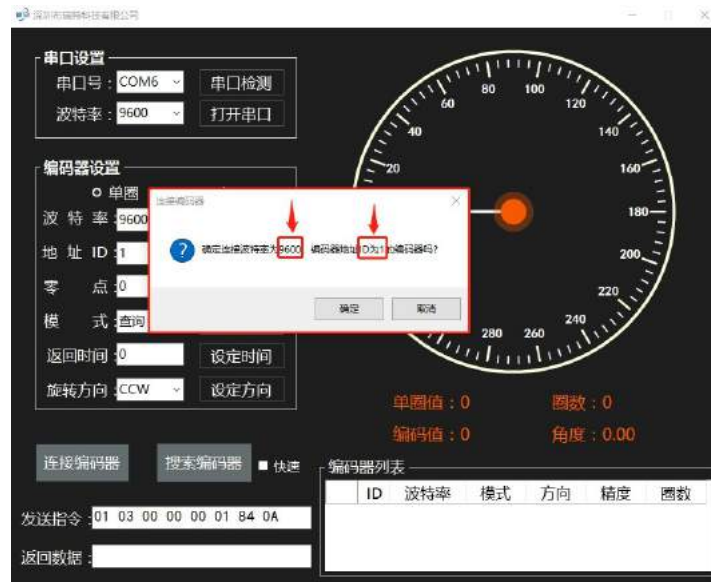 深圳布瑞特科技有限公司
串口设置
串口号：COM6 串口检测
波特率：9600 打开串口
编码器设置
单圈
波 特 率:9600
地 址 ID:1
零 点:0
模 式:查询
返回时间:0 设定时间
旋转方向:CCW 设定方向
连接编码器
确定连接波特率为9600 编码器地址ID为1的编码器吗?
确定 取消
20
40
60
80
100
120
140
160
180
200
220
240
260
280
单圈值：0 圈数：0
编码值：0 角度：0.00
连接编码器 搜索编码器 快速
编码器列表
ID 波特率 模式 方向 精度 圈数
发送指令:01 03 00 00 00 01 84 0A
返回数据: